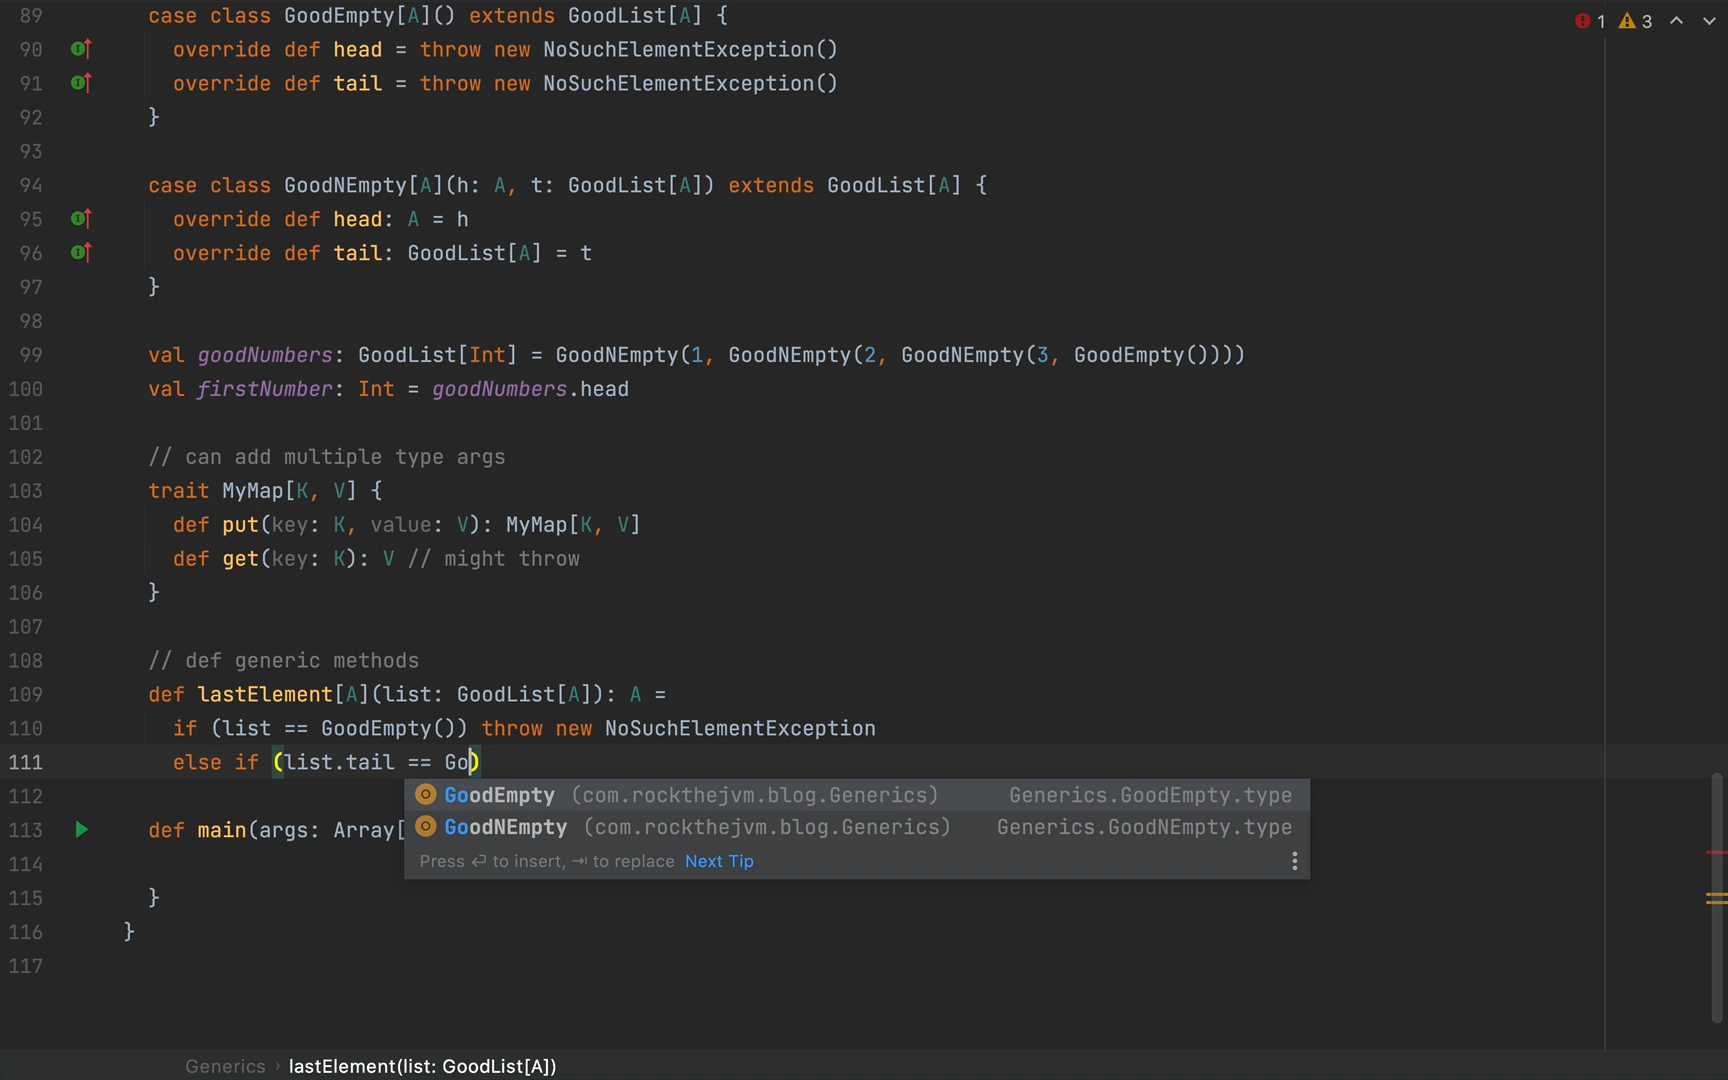 89 case class GoodEmpty[A]() extends GoodList[A] {
1 3
90 override def head = throw new NoSuchElementException()
91 override def tail = throw new NoSuchElementException()
92 }
93
94 case class GoodNEmpty[A](h: A, t: GoodList[A]) extends GoodList[A] {
95 override def head: A = h
96 override def tail: GoodList[A] = t
97 }
98
99 val goodNumbers: GoodList[Int] = GoodNEmpty(1, GoodNEmpty(2, GoodNEmpty(3, GoodEmpty())))
100 val firstNumber: Int = goodNumbers.head
101
102 // can add multiple type args
103 trait MyMap[K, V] {
104 def put(key: K, value: V): MyMap[K, V]
105 def get(key: K): V // might throw
106 }
107
108 // def generic methods
109 def lastElement[A](list: GoodList[A]): A =
110 if (list == GoodEmpty()) throw new NoSuchElementException
111 else if (list.tail == Go)
112 GoodEmpty (com.rockthejvm.blog.Generics) Generics.GoodEmpty.type
113 def main(args: Array[ GoodNEmpty (com.rockthejvm.blog.Generics) Generics.GoodNEmpty.type
114 Press ⏎ to insert, ⇥ to replace Next Tip
115 }
116 }
117
Generics › lastElement(list: GoodList[A])